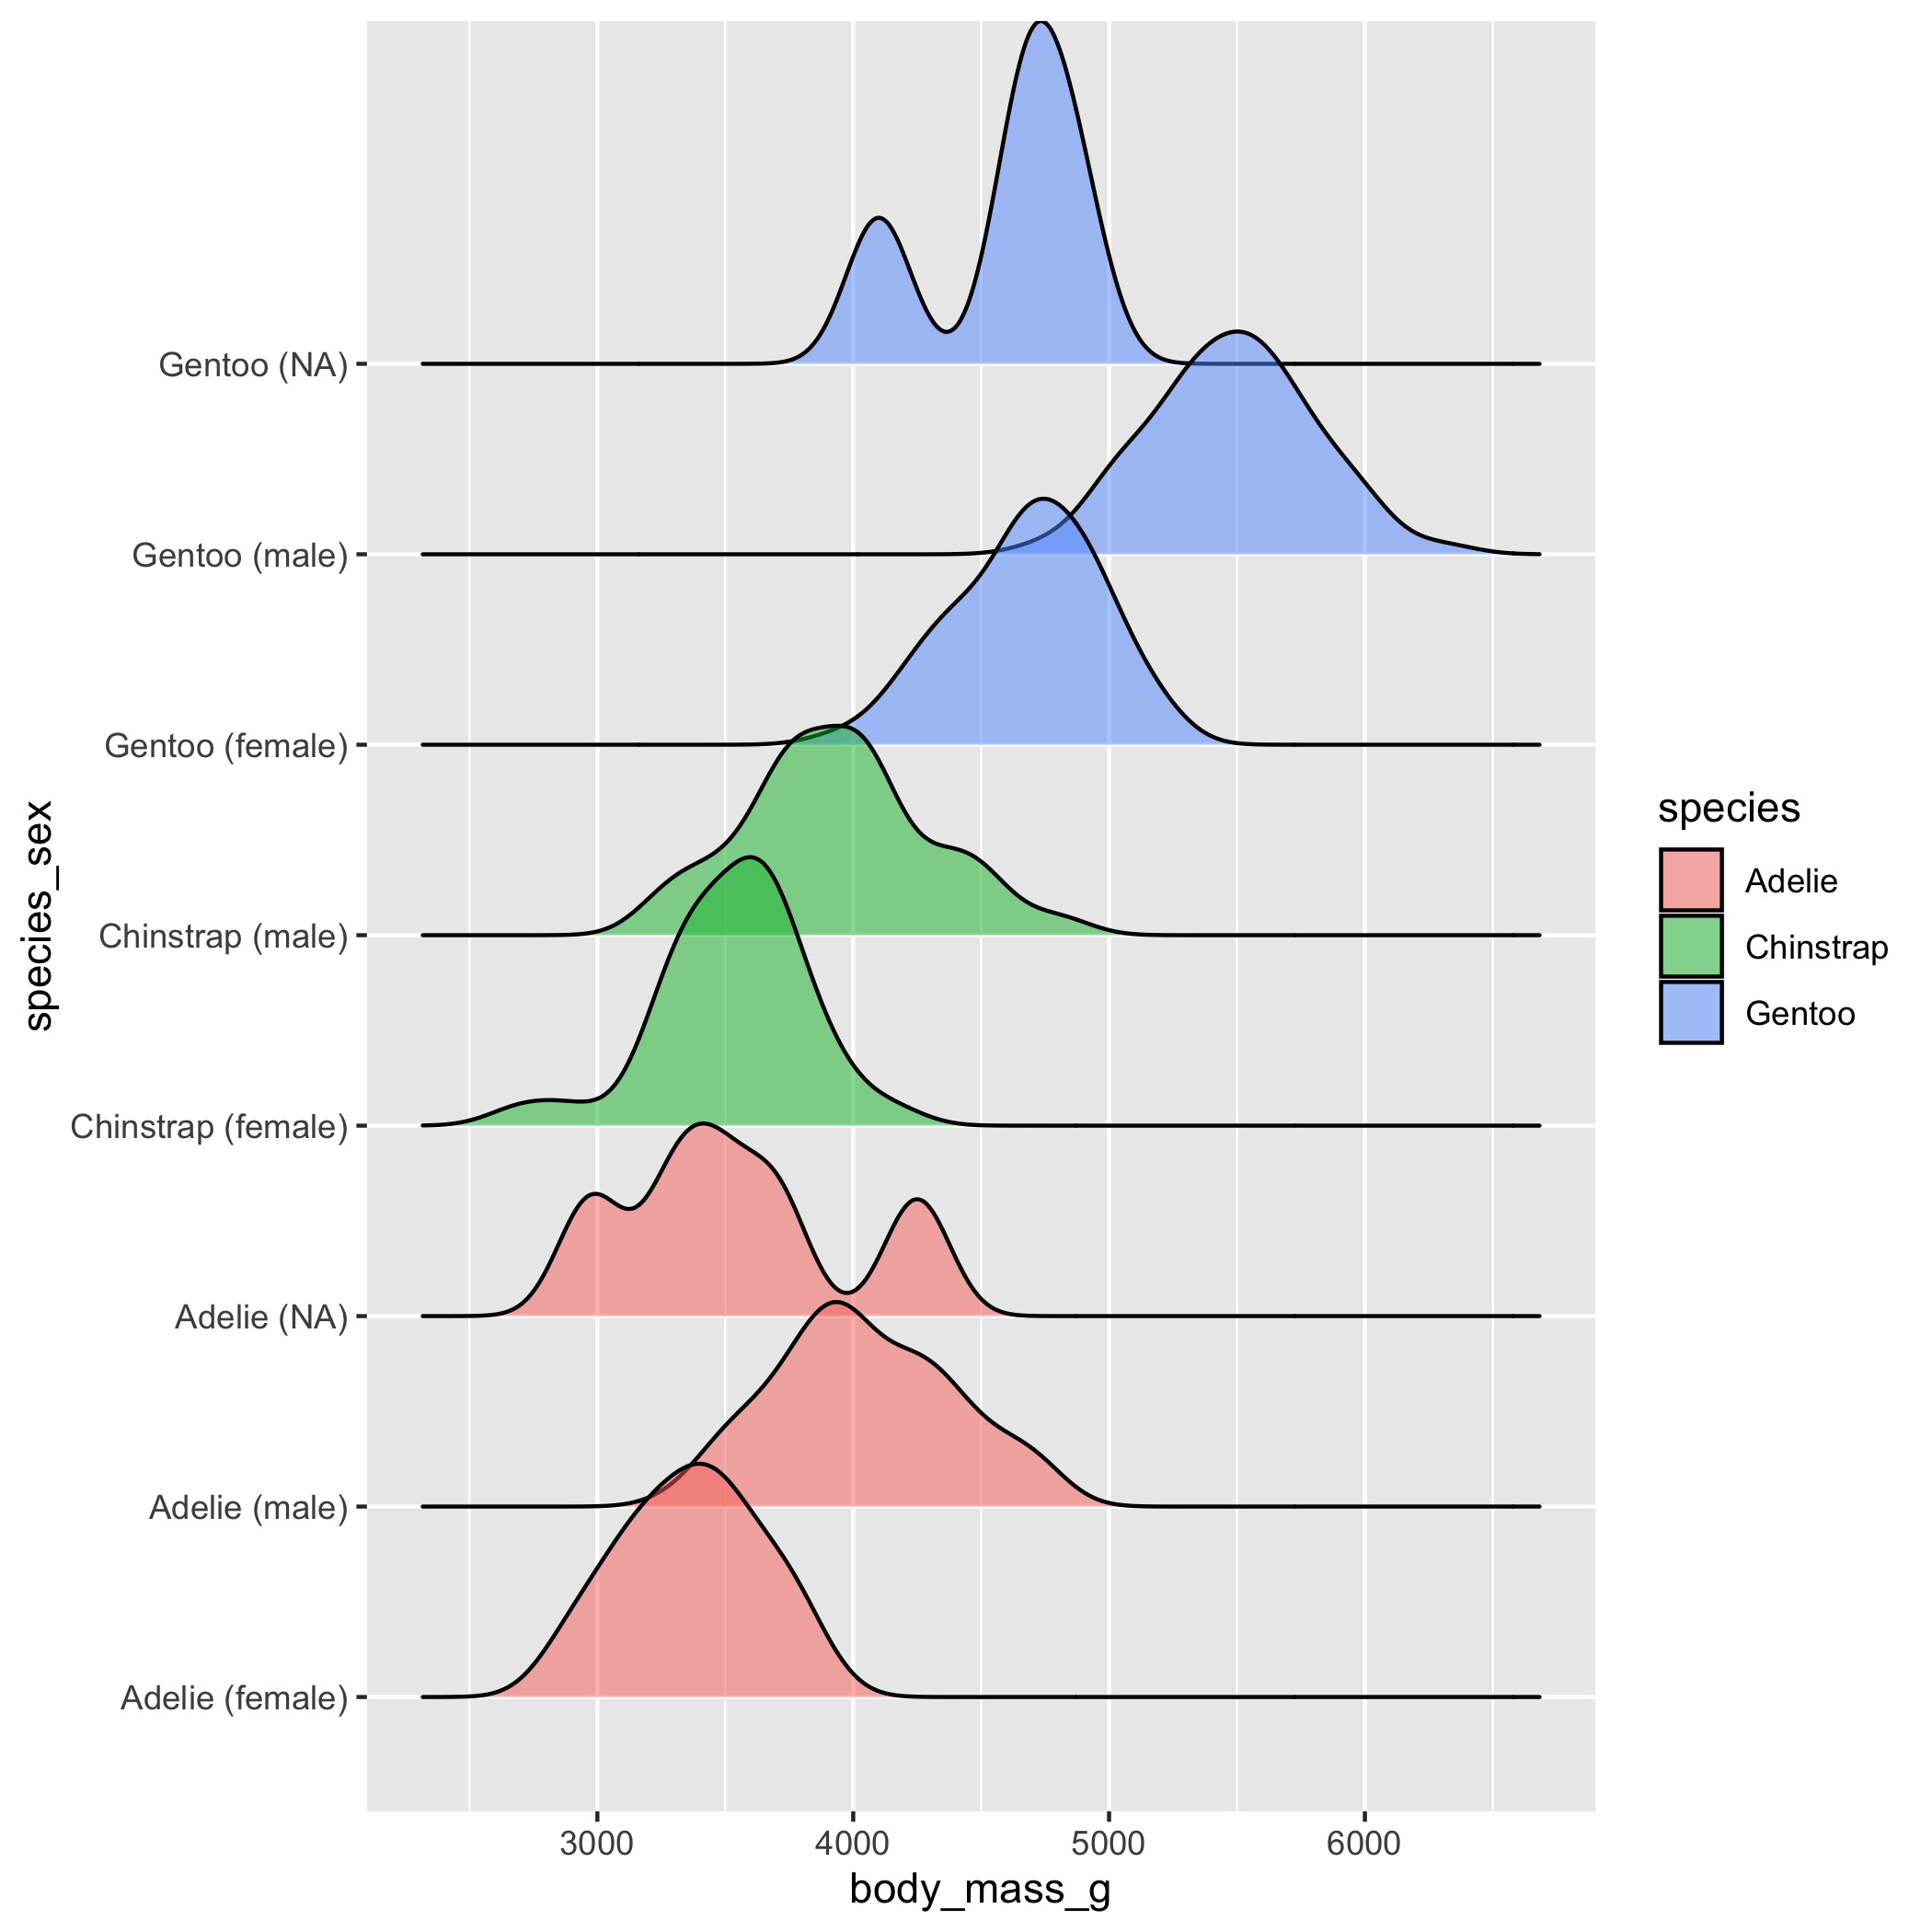 Gentoo (NA)
Gentoo (male)
Gentoo (female)
Chinstrap (male)
Chinstrap (female)
Adelie (NA)
Adelie (male)
Adelie (female)
species_sex
3000 4000 5000 6000
body_mass_g
species
Adelie
Chinstrap
Gentoo